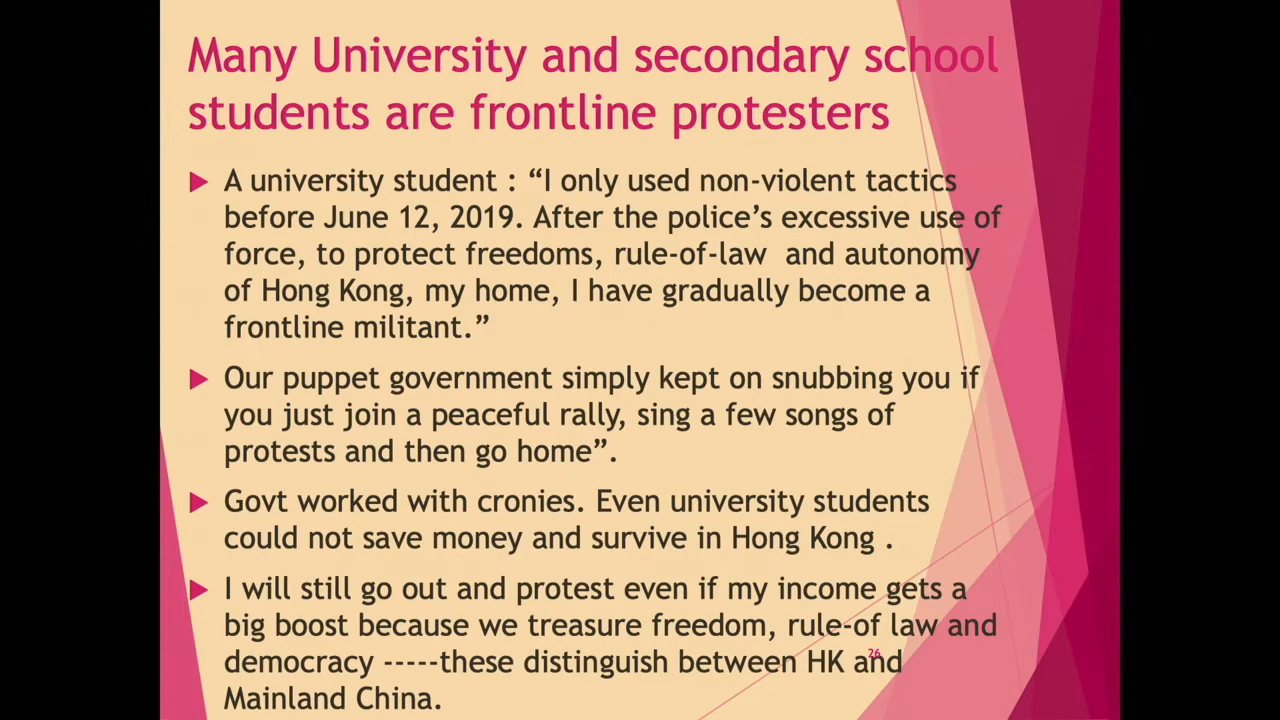 Many University and secondary school
students are frontline protesters
A university student : “I only used non-violent tactics
before June 12, 2019. After the police’s excessive use of
force, to protect freedoms, rule-of-law and autonomy
of Hong Kong, my home, I have gradually become a
frontline militant.”
Our puppet government simply kept on snubbing you if
you just join a peaceful rally, sing a few songs of
protests and then go home”.
Govt worked with cronies. Even university students
could not save money and survive in Hong Kong .
I will still go out and protest even if my income gets a
big boost because we treasure freedom, rule-of law and
democracy -----these distinguish between HK and
Mainland China.
26